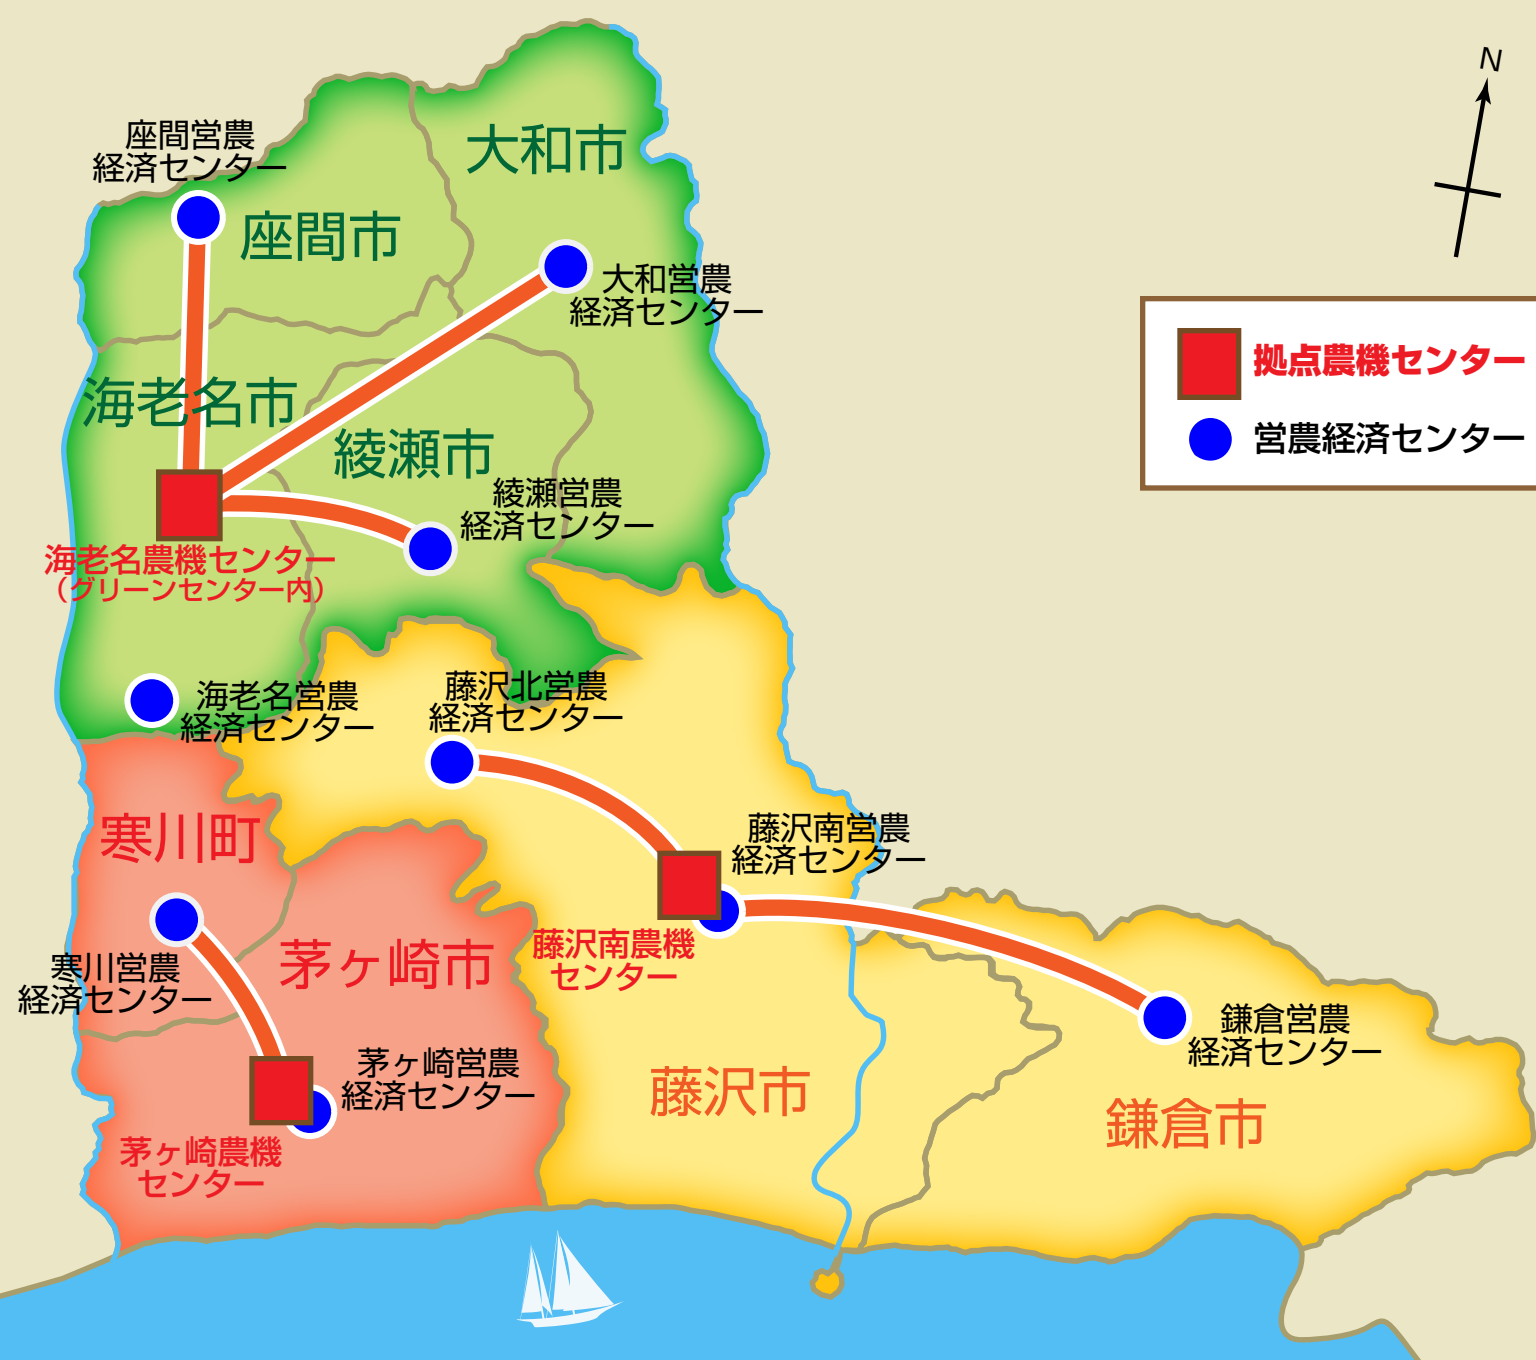 N
座間営農
経済センター
大和市
座間市
大和営農
経済センター
拠点農機センター
営農経済センター
海老名市
綾瀬市
綾瀬営農
経済センター
海老名農機センター
（グリーンセンター内）
海老名営農
経済センター
藤沢北営農
経済センター
寒川町
藤沢南営農
経済センター
茅ヶ崎市
藤沢南農機
センター
寒川営農
経済センター
鎌倉営農
経済センター
茅ヶ崎営農
経済センター
藤沢市
鎌倉市
茅ヶ崎農機
センター